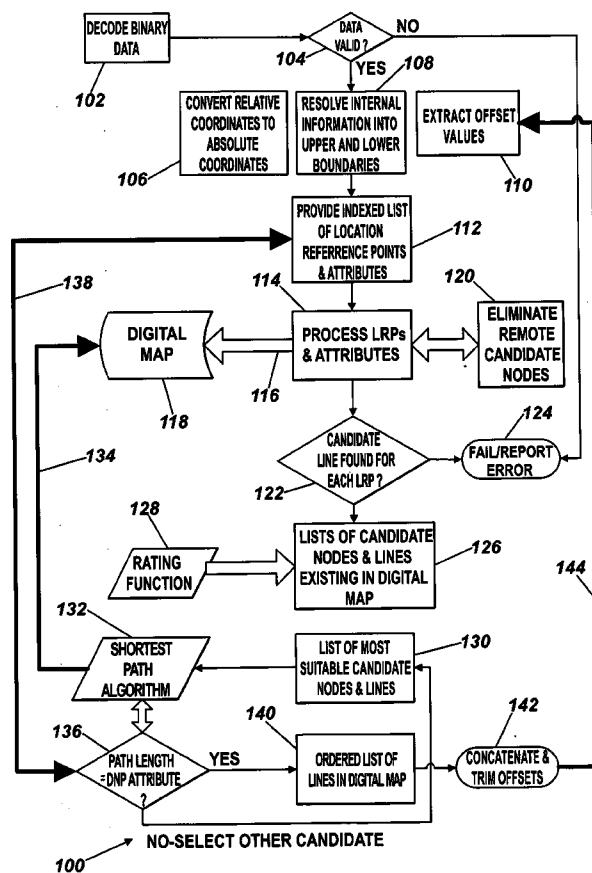 DECODE BINARY
DATA
102
DATA
VALID ?
104
NO
YES
108
CONVERT RELATIVE
COORDINATES TO
ABSOLUTE
COORDINATES
106
RESOLVE INTERNAL
INFORMATION INTO
UPPER AND LOWER
BOUNDARIES
EXTRACT OFFSET
VALUES
110
PROVIDE INDEXED LIST
OF LOCATION
REFERRENCE POINTS
& ATTRIBUTES
112
138
114
120
DIGITAL
MAP
118
PROCESS LRPs
& ATTRIBUTES
116
ELIMINATE
REMOTE
CANDIDATE
NODES
134
CANDIDATE
LINE FOUND FOR
EACH LRP ?
122
124
FAIL/REPORT
ERROR
128
RATING
FUNCTION
LISTS OF CANDIDATE
NODES & LINES
EXISTING IN DIGITAL
MAP
126
144
132
SHORTEST
PATH
ALGORITHM
LIST OF MOST
SUITABLE CANDIDATE
NODES & LINES
130
136
PATH LENGTH
=DNP ATTRIBUTE
?
YES
140
ORDERED LIST OF
LINES IN DIGITAL MAP
142
CONCATENATE &
TRIM OFFSETS
NO-SELECT OTHER CANDIDATE
100